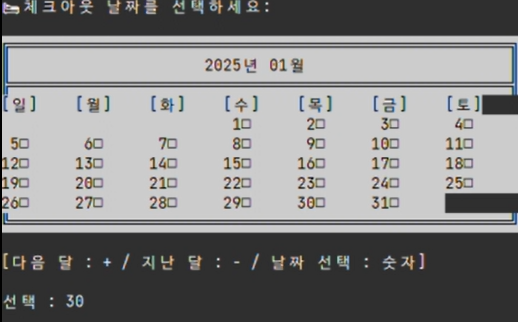 체크아웃 날짜를 선택하세요:
2025년 01월
[일] [월] [화] [수] [목] [금] [토]
1□ 2□ 3□ 4□
5□ 6□ 7□ 8□ 9□ 10□ 11□
12□ 13□ 14□ 15□ 16□ 17□ 18□
19□ 20□ 21□ 22□ 23□ 24□ 25□
26□ 27□ 28□ 29□ 30□ 31□
[다음 달 : + / 지난 달 : - / 날짜 선택 : 숫자]
선택 : 30